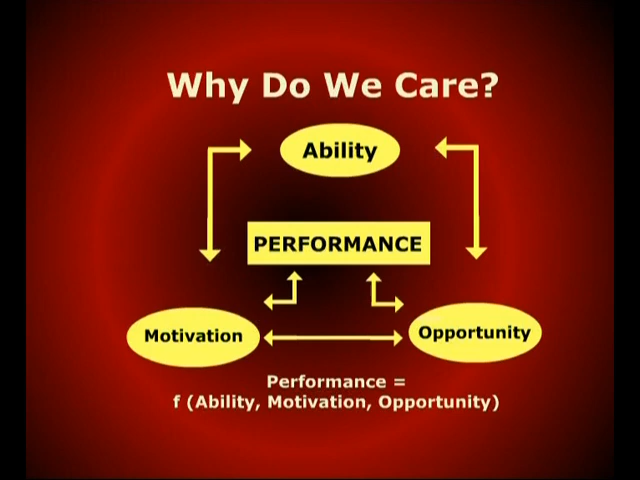 Why Do We Care?
Ability
PERFORMANCE
Motivation
Opportunity
Performance =
f (Ability, Motivation, Opportunity)